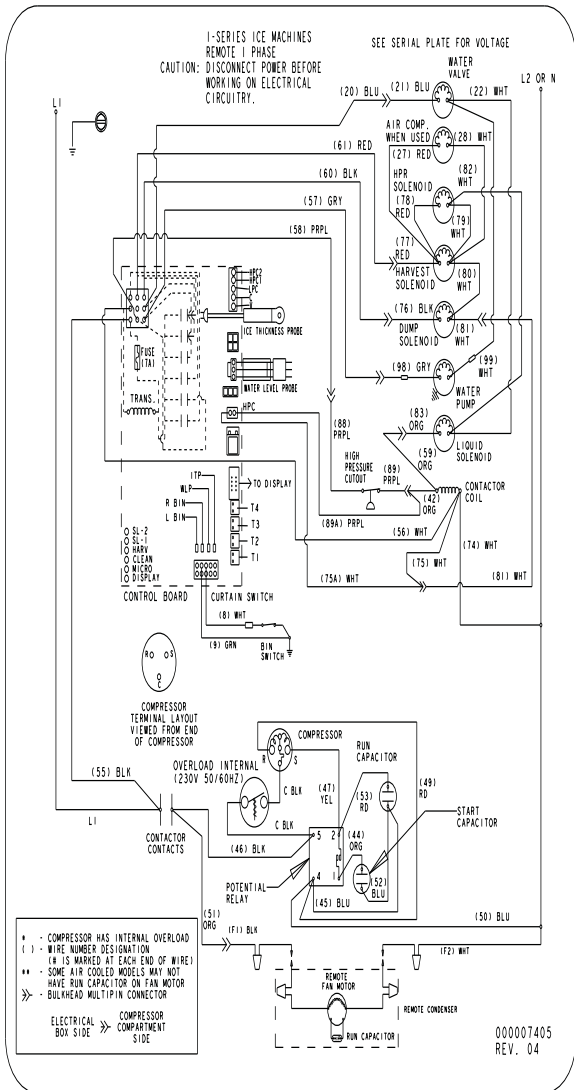 I-SERIES ICE MACHINES
REMOTE 1 PHASE
CAUTION: DISCONNECT POWER BEFORE
WORKING ON ELECTRICAL
CIRCUITRY.
SEE SERIAL PLATE FOR VOLTAGE
L1
L2 OR N
WATER
VALVE
(20) BLU
(21) BLU
(22) WHT
AIR COMP.
WHEN USED
(28) WHT
(61) RED
(27) RED
(82)
WHT
(60) BLK
HPR
SOLENOID
(57) GRY
(78)
RED
(79)
WHT
(58) PRPL
(77)
RED
HARVEST SOLENOID
(80)
WHT
HPC2
HPC1
LPC
ICE THICKNESS PROBE
(76) BLK
DUMP
SOLENOID
(81)
WHT
FUSE
(7A)
TRANS.
WATER LEVEL PROBE
(98) GRY
(99)
WHT
WATER
PUMP
HPC
(83)
ORG
(59)
ORG
LIQUID
SOLENOID
(88)
PRPL
HIGH
PRESSURE
CUTOUT
(89)
PRPL
CONTACTOR
COIL
ITP
WLP
R BIN
L BIN
TO DISPLAY
(42)
ORG
(89A) PRPL
(56) WHT
(74) WHT
T4
T3
T2
T1
(75) WHT
SL-2
SL-1
HARV
CLEAN
MICRO
DISPLAY
(75A) WHT
(81) WHT
CONTROL BOARD
CURTAIN SWITCH
(8) WHT
(9) GRN
BIN
SWITCH
R
S
C
COMPRESSOR
TERMINAL LAYOUT
VIEWED FROM END
OF COMPRESSOR
COMPRESSOR
R
S
OVERLOAD INTERNAL
(230V 50/60HZ)
RUN
CAPACITOR
(55) BLK
C BLK
(47)
YEL
(53)
RD
(49)
RD
START
CAPACITOR
L1
C BLK
CONTACTOR
CONTACTS
(46) BLK
5
2
4
1
(44)
ORG
(52)
BLU
POTENTIAL
RELAY
(45) BLU
(51)
ORG
(50) BLU
(F1) BLK
(F2) WHT
* - COMPRESSOR HAS INTERNAL OVERLOAD
( ) - WIRE NUMBER DESIGNATION
(# IS MARKED AT EACH END OF WIRE)
** - SOME AIR COOLED MODELS MAY NOT
HAVE RUN CAPACITOR ON FAN MOTOR
- BULKHEAD MULTIPIN CONNECTOR
ELECTRICAL
BOX SIDE
COMPRESSOR
COMPARTMENT
SIDE
REMOTE
FAN MOTOR
REMOTE CONDENSER
RUN CAPACITOR
000007405
REV. 04